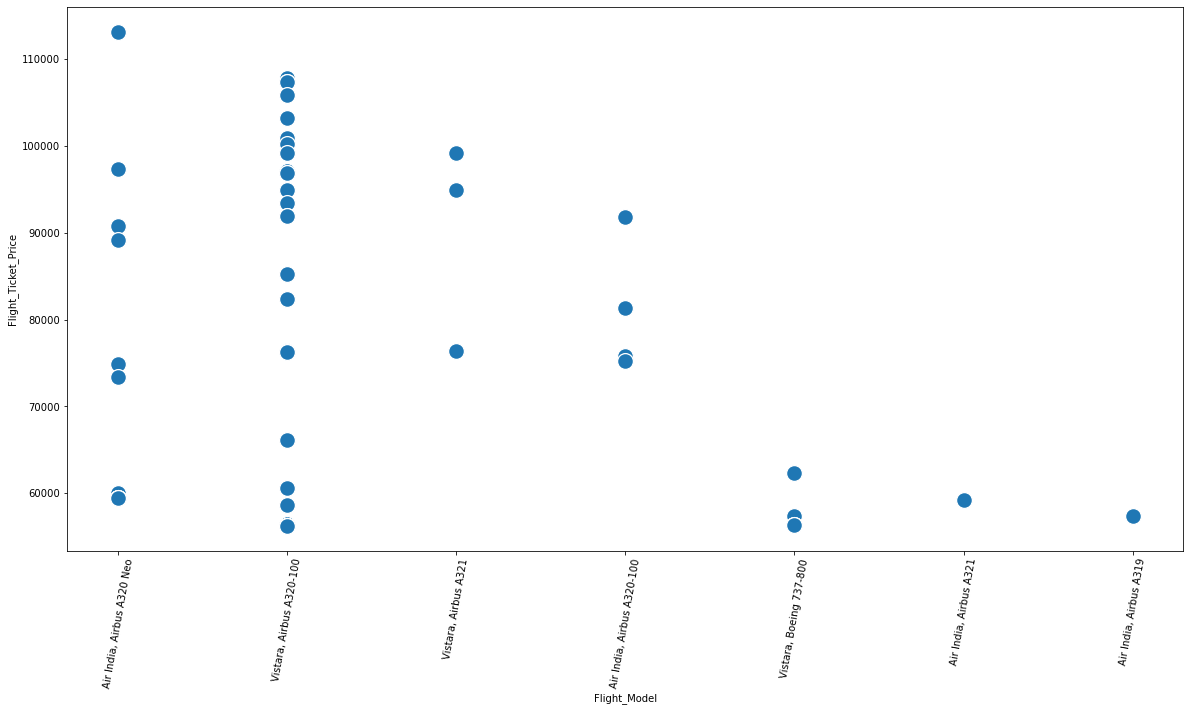 Flight_Ticket_Price
110000
100000
90000
80000
70000
60000
Air India, Airbus A320 Neo
Vistara, Airbus A320-100
Vistara, Airbus A321
Air India, Airbus A320-100
Vistara, Boeing 737-800
Air India, Airbus A321
Air India, Airbus A319
Flight_Model